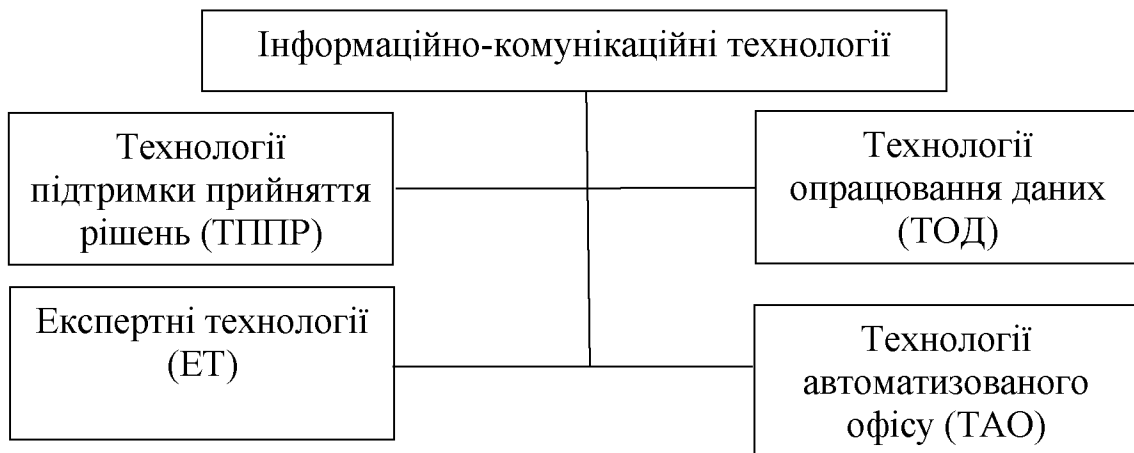 Інформаційно-комунікаційні технології
Технології
підтримки прийняття
рішень (ТППР)
Технології
опрацювання даних
(ТОД)
Експертні технології
(ЕТ)
Технології
автоматизованого
офісу (ТАО)